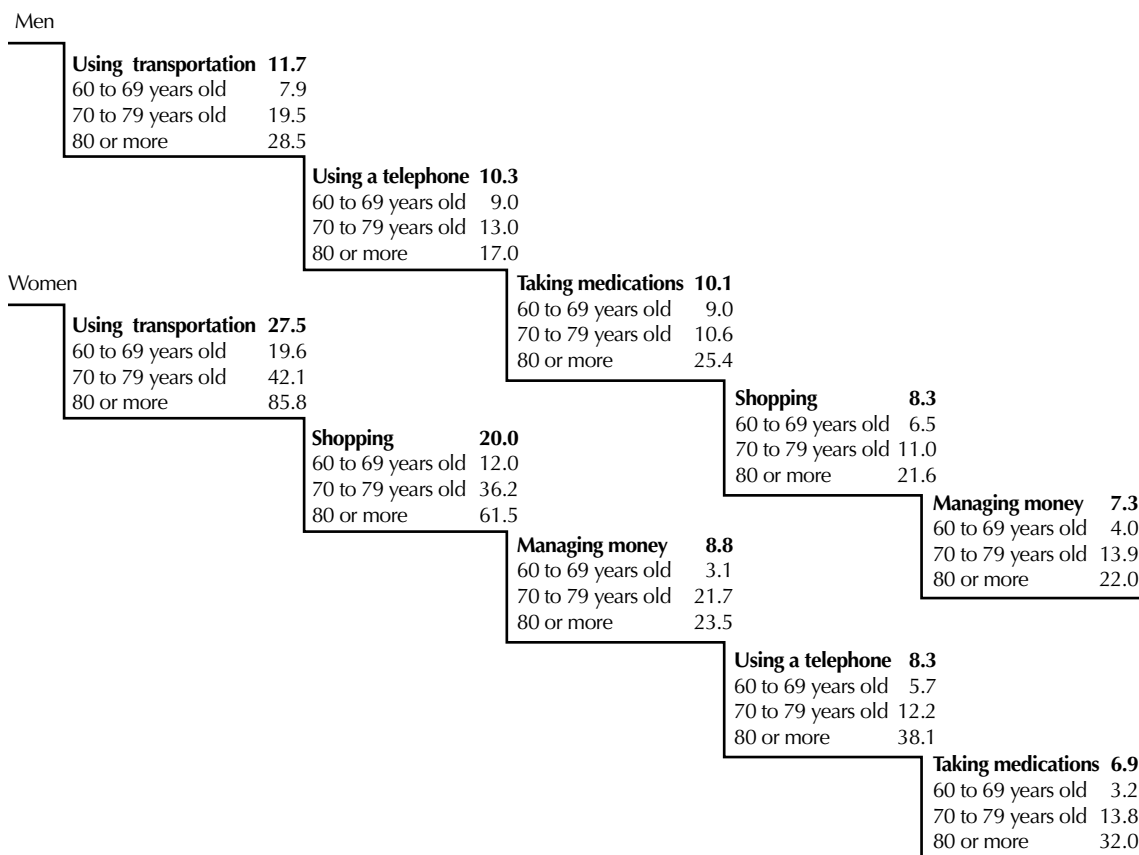 Men
Using transportation 11.7
60 to 69 years old 7.9
70 to 79 years old 19.5
80 or more 28.5
Using a telephone 10.3
60 to 69 years old 9.0
70 to 79 years old 13.0
80 or more 17.0
Taking medications 10.1
60 to 69 years old 9.0
70 to 79 years old 10.6
80 or more 25.4
Shopping 8.3
60 to 69 years old 6.5
70 to 79 years old 11.0
80 or more 21.6
Managing money 7.3
60 to 69 years old 4.0
70 to 79 years old 13.9
80 or more 22.0
Women
Using transportation 27.5
60 to 69 years old 19.6
70 to 79 years old 42.1
80 or more 85.8
Shopping 20.0
60 to 69 years old 12.0
70 to 79 years old 36.2
80 or more 61.5
Managing money 8.8
60 to 69 years old 3.1
70 to 79 years old 21.7
80 or more 23.5
Using a telephone 8.3
60 to 69 years old 5.7
70 to 79 years old 12.2
80 or more 38.1
Taking medications 6.9
60 to 69 years old 3.2
70 to 79 years old 13.8
80 or more 32.0